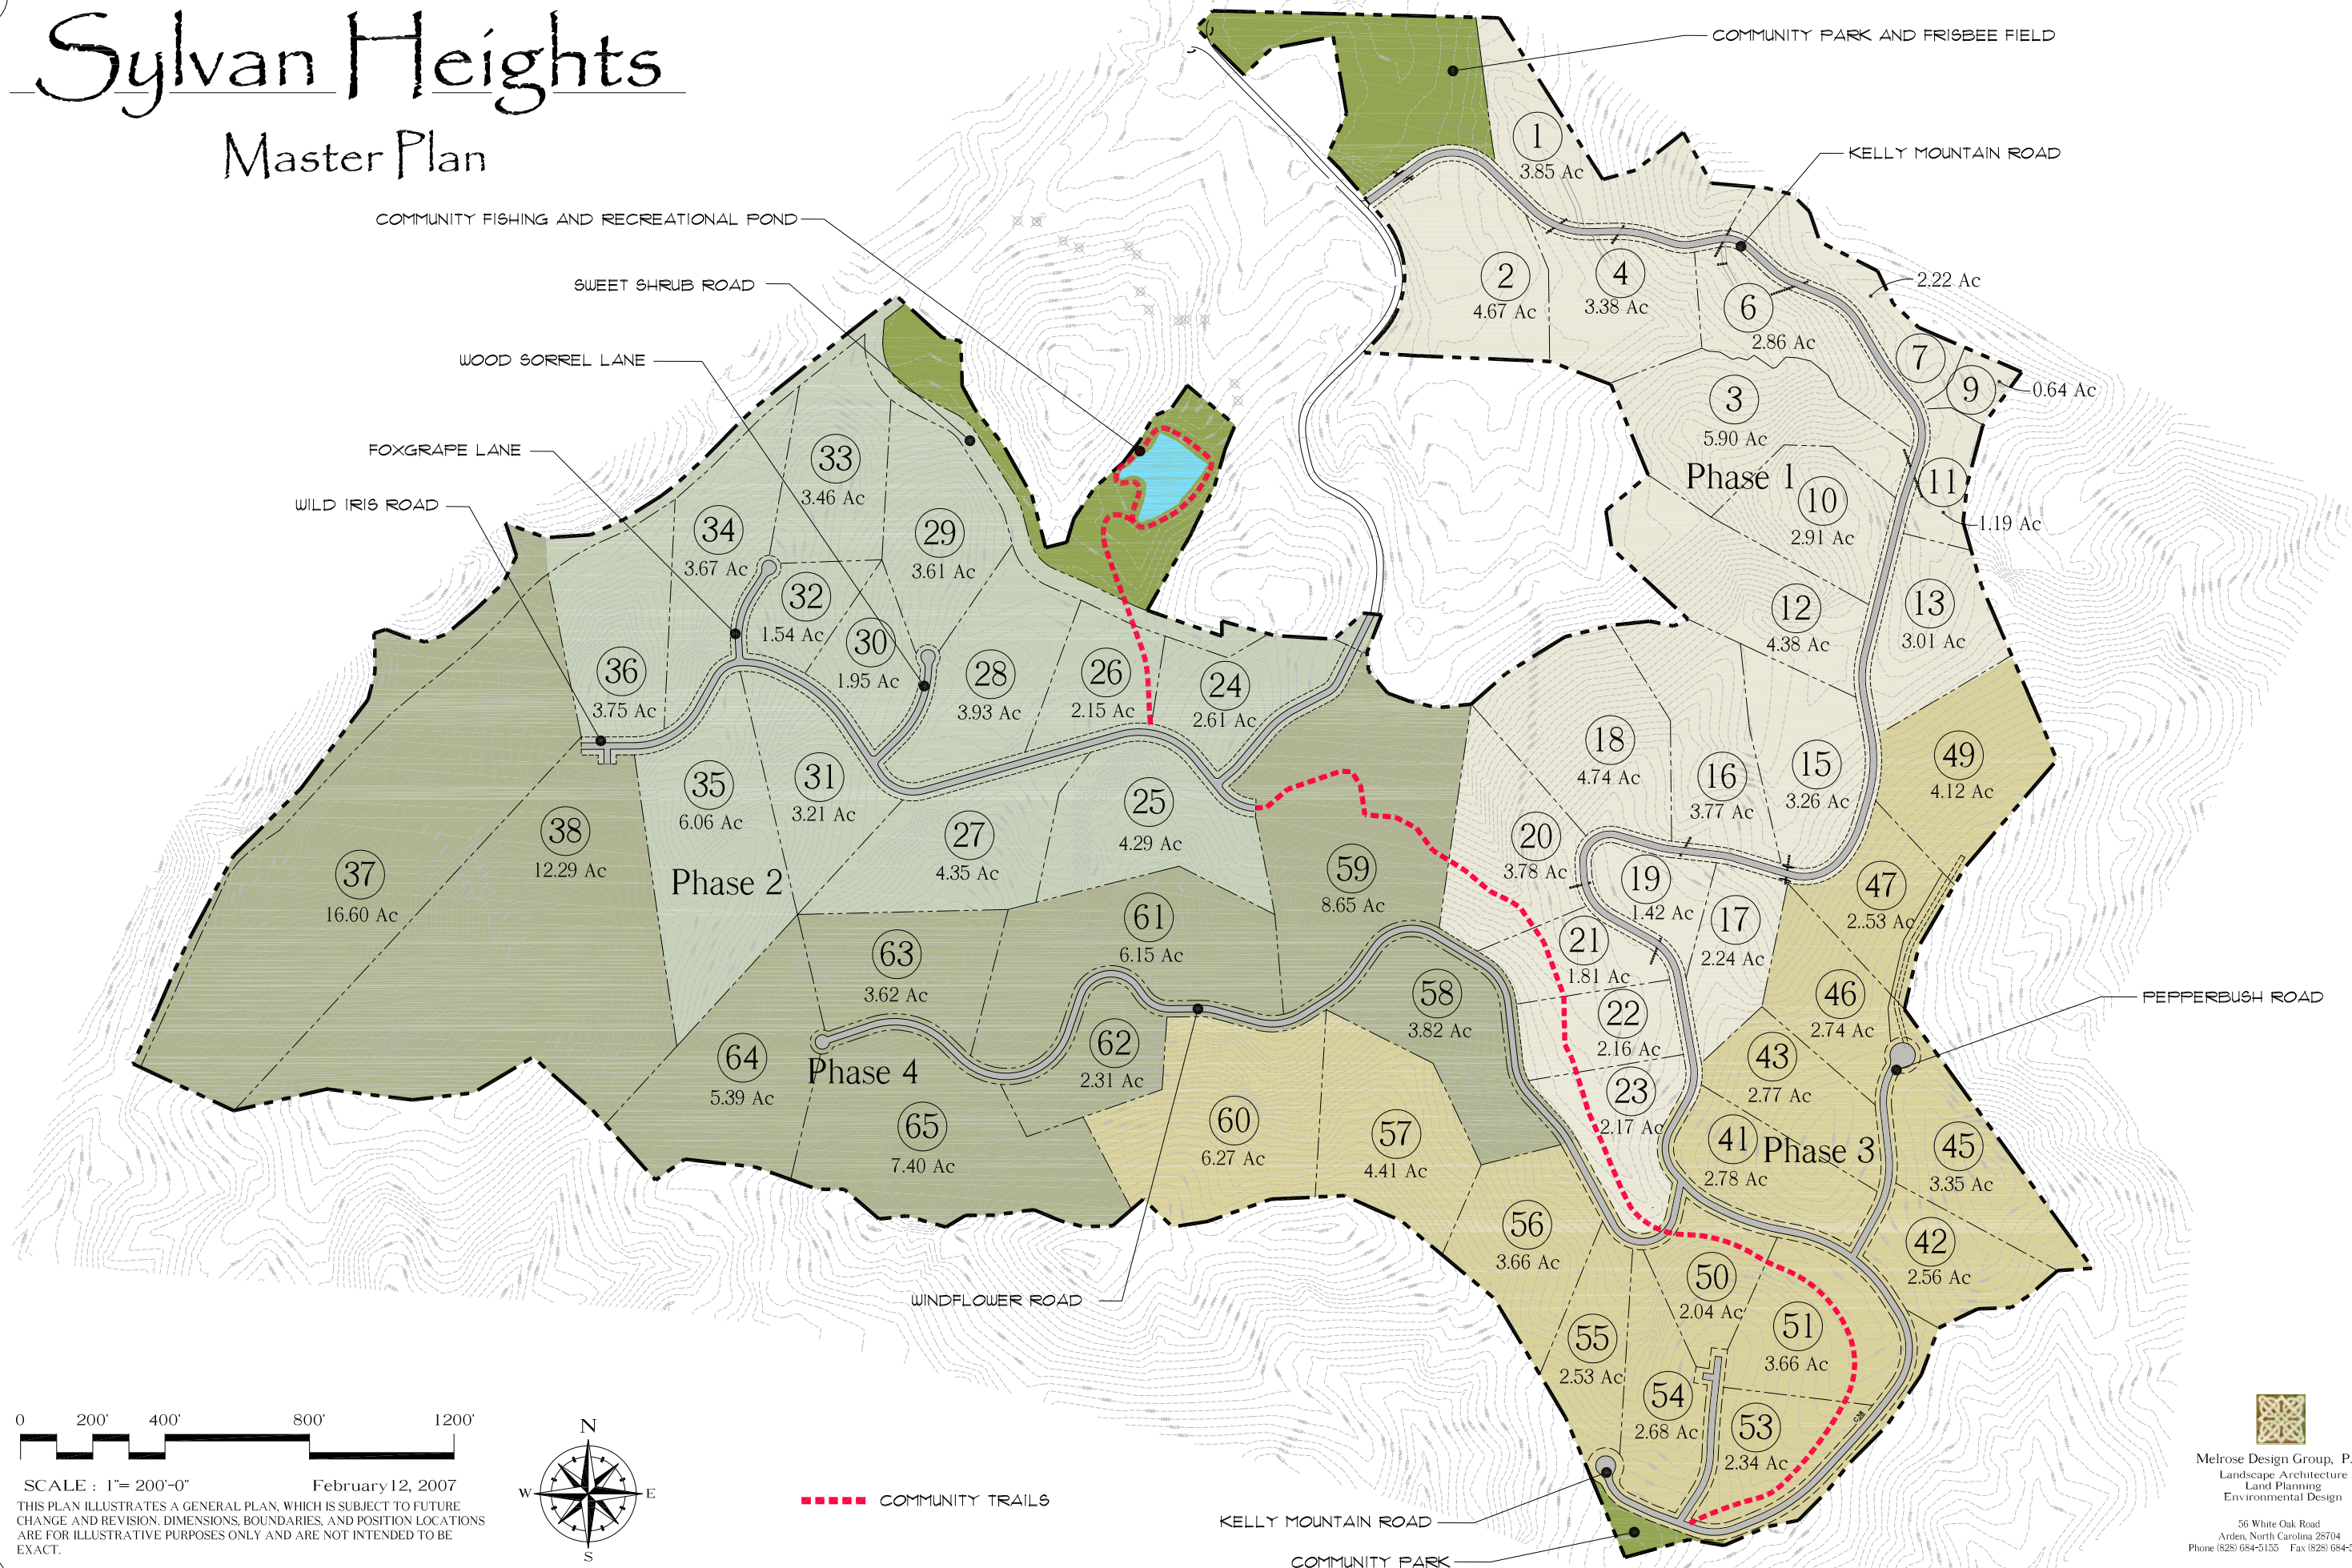 Sylvan Heights
Master Plan
COMMUNITY PARK AND FRISBEE FIELD
KELLY MOUNTAIN ROAD
COMMUNITY FISHING AND RECREATIONAL POND
SWEET SHRUB ROAD
WOOD SORREL LANE
FOXGRAPE LANE
WILD IRIS ROAD
1
3.85 Ac
2
4.67 Ac
4
3.38 Ac
6
2.86 Ac
2.22 Ac
7
9
0.64 Ac
3
5.90 Ac
Phase 1
10
2.91 Ac
11
1.19 Ac
12
4.38 Ac
13
3.01 Ac
33
3.46 Ac
34
3.67 Ac
29
3.61 Ac
32
1.54 Ac
30
1.95 Ac
36
3.75 Ac
28
3.93 Ac
26
2.15 Ac
24
2.61 Ac
18
4.74 Ac
16
3.77 Ac
15
3.26 Ac
49
4.12 Ac
35
6.06 Ac
31
3.21 Ac
27
4.35 Ac
25
4.29 Ac
38
12.29 Ac
37
16.60 Ac
Phase 2
59
8.65 Ac
20
3.78 Ac
19
1.42 Ac
17
2.24 Ac
47
2..53 Ac
61
6.15 Ac
63
3.62 Ac
21
1.81 Ac
58
3.82 Ac
22
2.16 Ac
46
2.74 Ac
PEPPERBUSH ROAD
64
5.39 Ac
Phase 4
62
2.31 Ac
43
2.77 Ac
23
2.17 Ac
65
7.40 Ac
60
6.27 Ac
57
4.41 Ac
41
2.78 Ac
Phase 3
45
3.35 Ac
56
3.66 Ac
42
2.56 Ac
WINDFLOWER ROAD
50
2.04 Ac
51
3.66 Ac
55
2.53 Ac
54
2.68 Ac
53
2.34 Ac
C38
KELLY MOUNTAIN ROAD
COMMUNITY PARK
COMMUNITY TRAILS
0 200' 400' 800' 1200'
SCALE : 1"= 200'-0" February 12, 2007
THIS PLAN ILLUSTRATES A GENERAL PLAN, WHICH IS SUBJECT TO FUTURE
CHANGE AND REVISION. DIMENSIONS, BOUNDARIES, AND POSITION LOCATIONS
ARE FOR ILLUSTRATIVE PURPOSES ONLY AND ARE NOT INTENDED TO BE
EXACT.
N
W
E
S
Melrose Design Group, P.
Landscape Architecture
Land Planning
Environmental Design
56 White Oak Road
Arden, North Carolina 28704
Phone (828) 684-5155 Fax (828) 684-